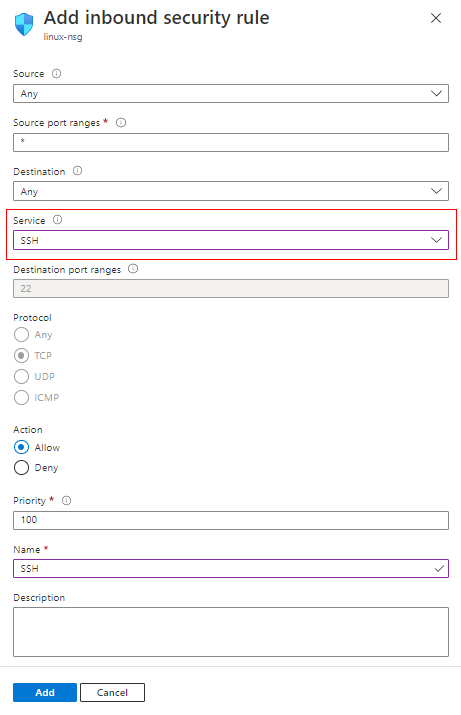 Add inbound security rule
linux-nsg
Source
Any
Source port ranges *
*
Destination
Any
Service
SSH
Destination port ranges
22
Protocol
Any
TCP
UDP
ICMP
Action
Allow
Deny
Priority *
100
Name *
SSH
Description
Add
Cancel